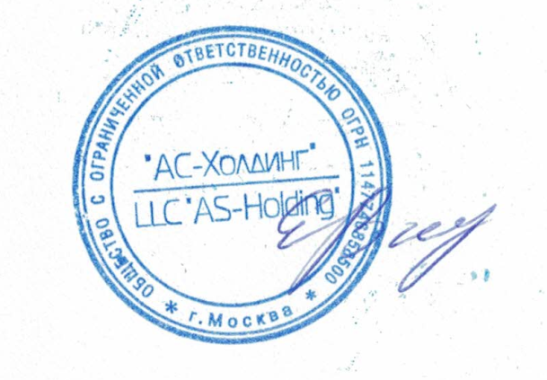 ОБЩЕСТВО С ОГРАНИЧЕННОЙ ОТВЕТСТВЕННОСТЬЮ ОГРН
"АС-Холдинг"
LLC "AS-Holding"
* г.Москва *